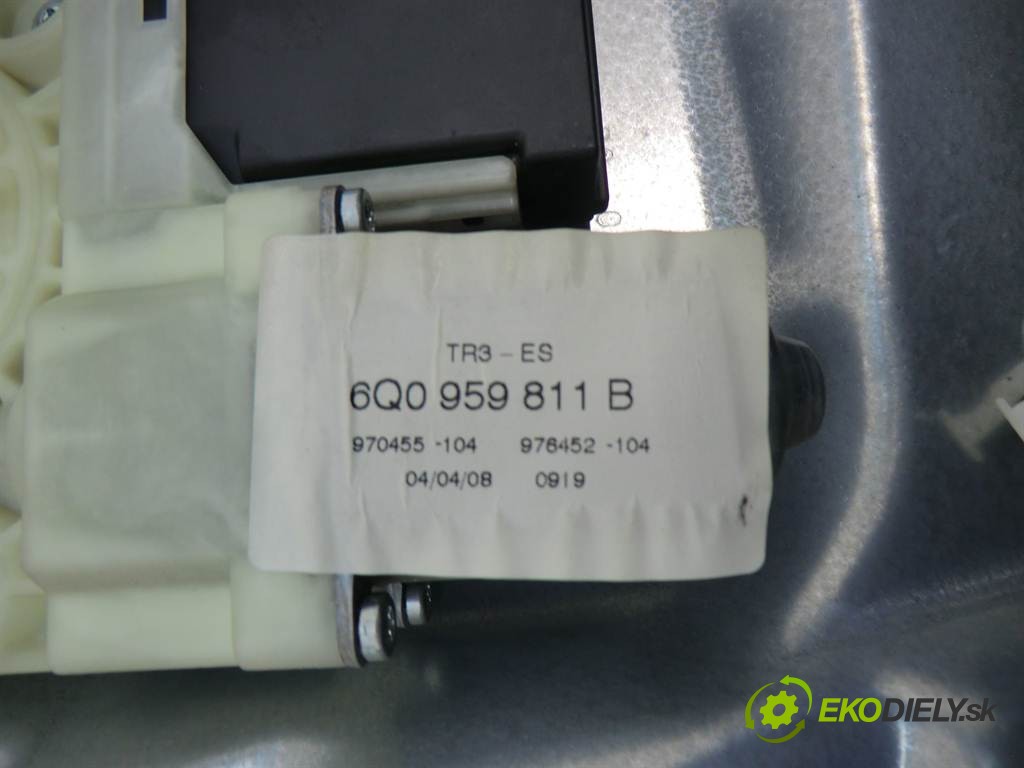 TR3 - ES
6Q0 959 811 B
970455 -104 976452 -104
04/04/08 0919
EKODIELY.sk